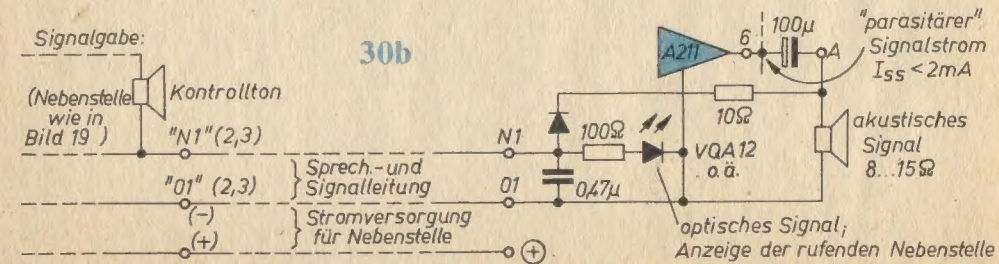 Signalgabe:
30b
Kontrollton
(Nebenstelle
wie in
Bild 19 )
"N1" (2,3)
"01" (2,3)
(-)
(+)
Sprech- und
Signalleitung
Stromversorgung
für Nebenstelle
N1
01
+
100Ω
0,47µ
A211
6
100µ
A
10Ω
VQA12
o.ä.
"parasitärer"
Signalstrom
ISS < 2mA
akustisches
Signal
8...15Ω
optisches Signal;
Anzeige der rufenden Nebenstelle